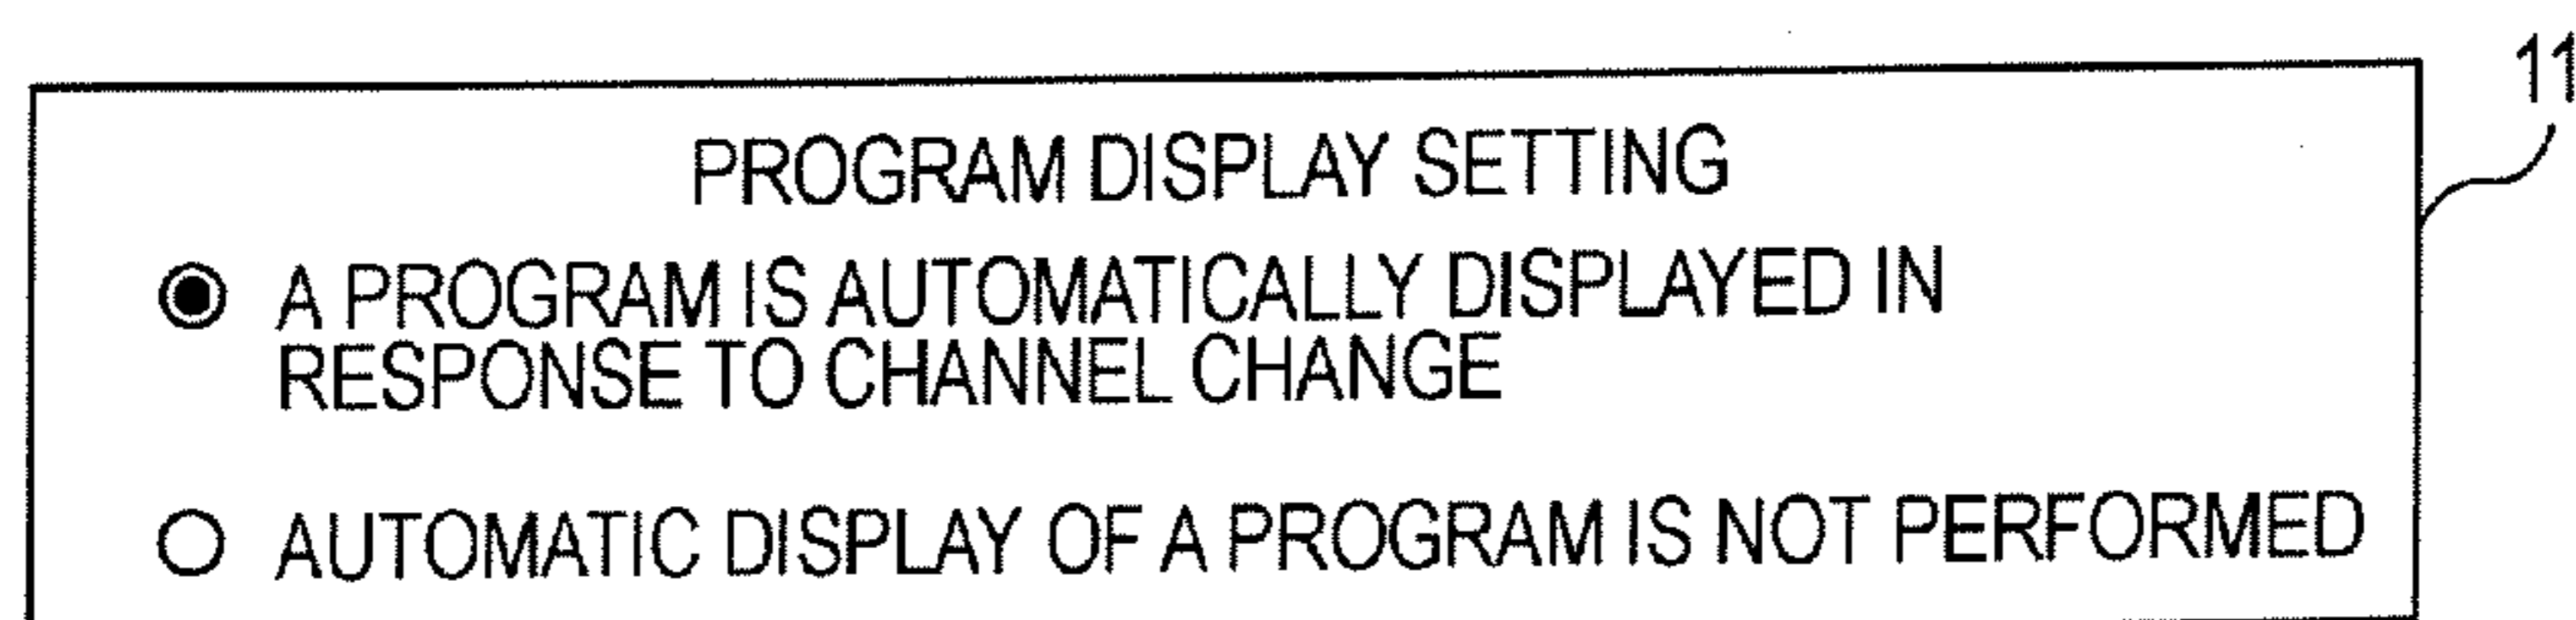 11
PROGRAM DISPLAY SETTING
A PROGRAM IS AUTOMATICALLY DISPLAYED IN
RESPONSE TO CHANNEL CHANGE
AUTOMATIC DISPLAY OF A PROGRAM IS NOT PERFORMED